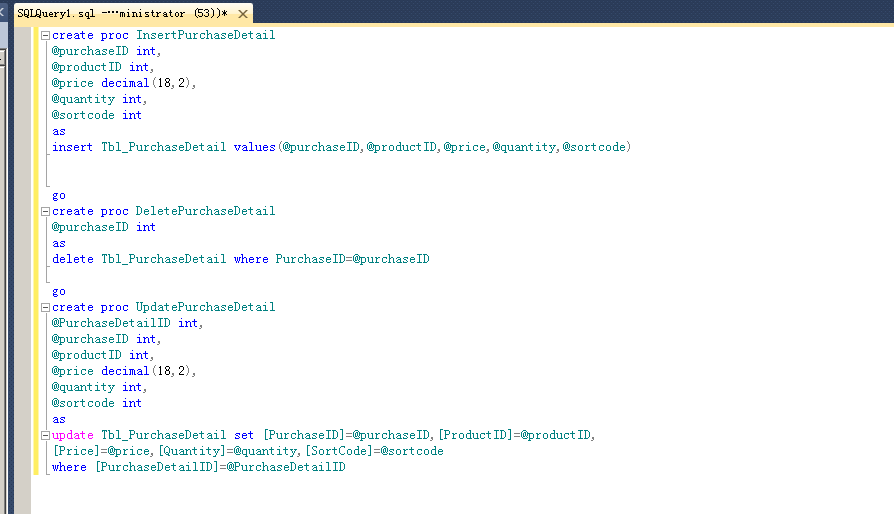 SQLQuery1.sql -...ministrator (53))*
create proc InsertPurchaseDetail
@purchaseID int,
@productID int,
@price decimal(18,2),
@quantity int,
@sortcode int
as
insert Tbl_PurchaseDetail values(@purchaseID,@productID,@price,@quantity,@sortcode)
go
create proc DeletePurchaseDetail
@purchaseID int
as
delete Tbl_PurchaseDetail where PurchaseID=@purchaseID
go
create proc UpdatePurchaseDetail
@PurchaseDetailID int,
@purchaseID int,
@productID int,
@price decimal(18,2),
@quantity int,
@sortcode int
as
update Tbl_PurchaseDetail set [PurchaseID]=@purchaseID,[ProductID]=@productID,
[Price]=@price,[Quantity]=@quantity,[SortCode]=@sortcode
where [PurchaseDetailID]=@PurchaseDetailID